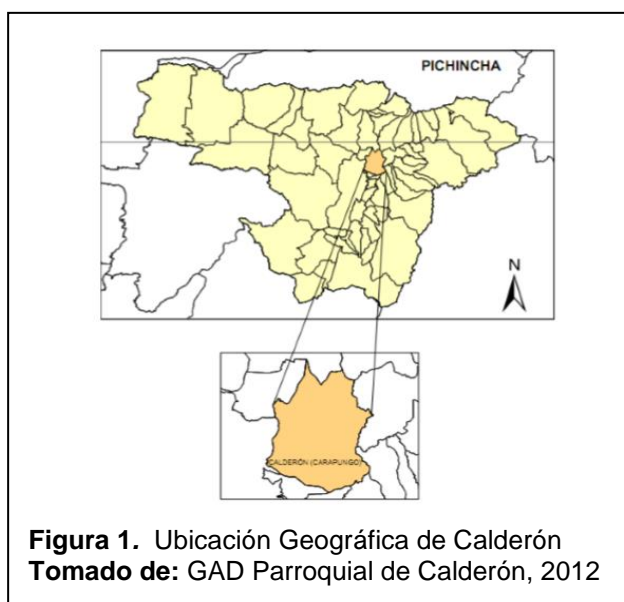 PICHINCHA
N
CALDERÓN (CARAPUNGO)
Figura 1. Ubicación Geográfica de Calderón
Tomado de: GAD Parroquial de Calderón, 2012